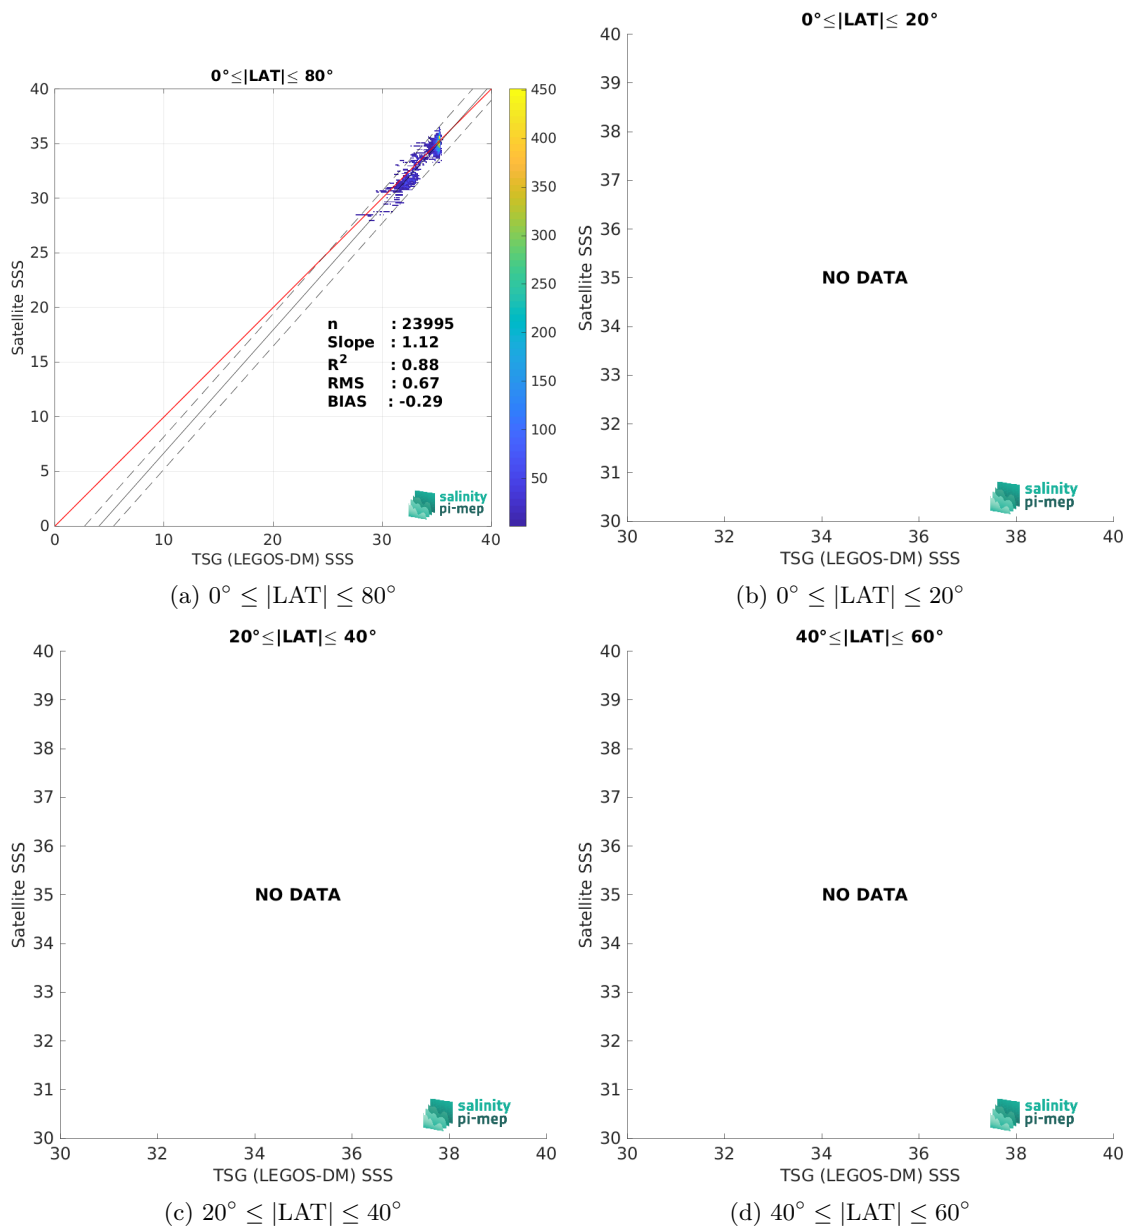 0°≤|LAT|≤ 80°
40
35
30
25
20
15
10
5
0
Satellite SSS
n : 23995
Slope : 1.12
R² : 0.88
RMS : 0.67
BIAS : -0.29
salinity
pi-mep
0 10 20 30 40
TSG (LEGOS-DM) SSS
450
400
350
300
250
200
150
100
50
(a) 0° ≤ |LAT| ≤ 80°
0°≤|LAT|≤ 20°
40
39
38
37
36
35
34
33
32
31
30
Satellite SSS
NO DATA
salinity
pi-mep
30 32 34 36 38 40
TSG (LEGOS-DM) SSS
(b) 0° ≤ |LAT| ≤ 20°
20°≤|LAT|≤ 40°
40
39
38
37
36
35
34
33
32
31
30
Satellite SSS
NO DATA
salinity
pi-mep
30 32 34 36 38 40
TSG (LEGOS-DM) SSS
(c) 20° ≤ |LAT| ≤ 40°
40°≤|LAT|≤ 60°
40
39
38
37
36
35
34
33
32
31
30
Satellite SSS
NO DATA
salinity
pi-mep
30 32 34 36 38 40
TSG (LEGOS-DM) SSS
(d) 40° ≤ |LAT| ≤ 60°